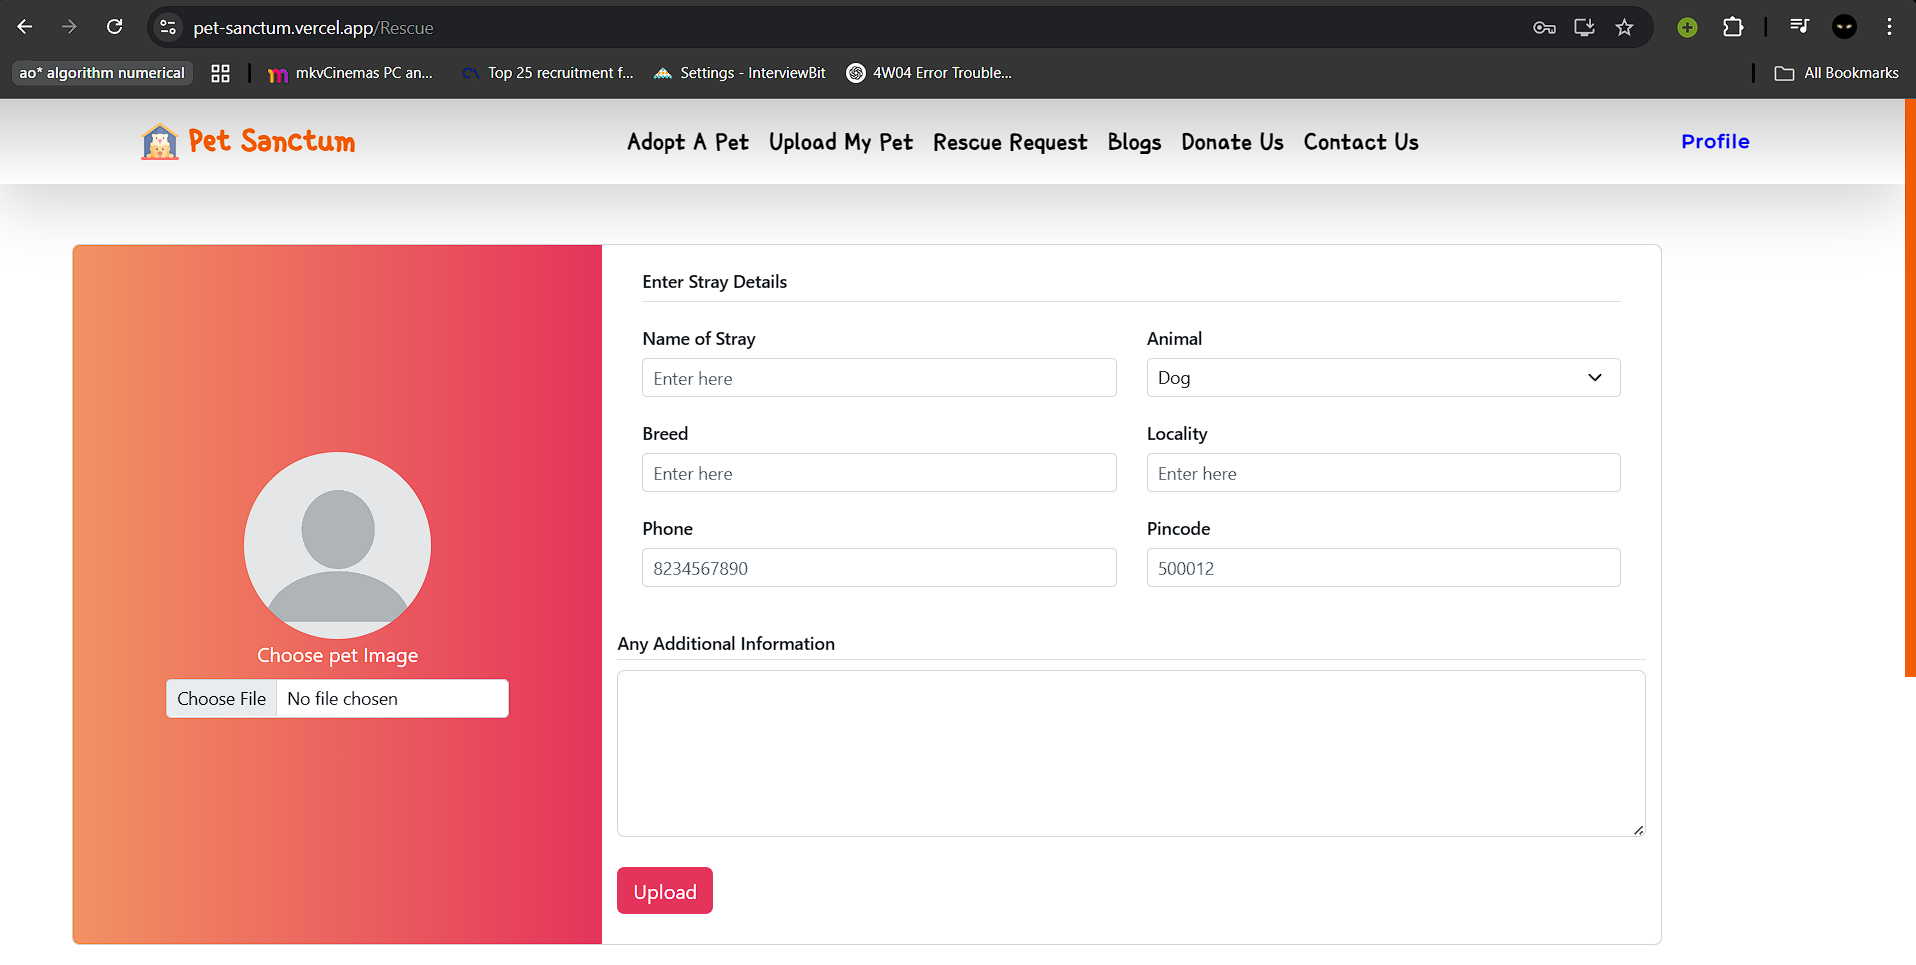 pet-sanctum.vercel.app/Rescue
ao* algorithm numerical mkvCinemas PC an... Top 25 recruitment f... Settings - InterviewBit 4W04 Error Trouble... All Bookmarks
Pet Sanctum Adopt A Pet Upload My Pet Rescue Request Blogs Donate Us Contact Us Profile
Choose pet Image
Choose File No file chosen
Enter Stray Details
Name of Stray Animal
Enter here Dog
Breed Locality
Enter here Enter here
Phone Pincode
8234567890 500012
Any Additional Information
Upload